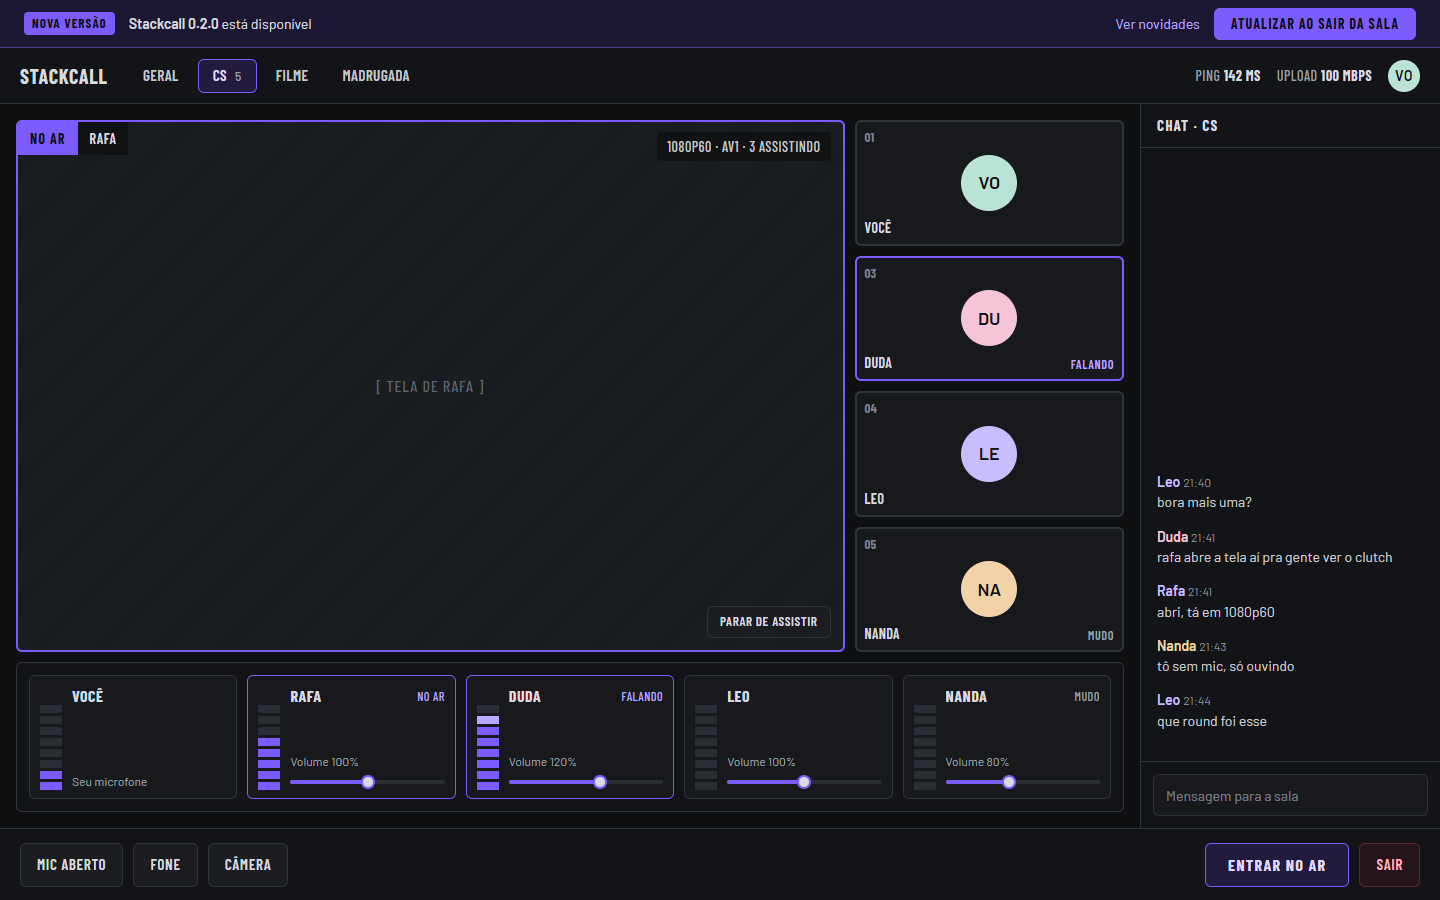 NOVA VERSÃO Stackcall 0.2.0 está disponível Ver novidades ATUALIZAR AO SAIR DA SALA
STACKCALL GERAL CS 5 FILME MADRUGADA PING 142 MS UPLOAD 100 MBPS VO
NO AR RAFA 1080P60 · AV1 · 3 ASSISTINDO
[ TELA DE RAFA ]
PARAR DE ASSISTIR
01
VO
VOCÊ
03
DU
DUDA FALANDO
04
LE
LEO
05
NA
NANDA MUDO
VOCÊ
Seu microfone
RAFA NO AR
Volume 100%
DUDA FALANDO
Volume 120%
LEO
Volume 100%
NANDA MUDO
Volume 80%
CHAT · CS
Leo 21:40
bora mais uma?
Duda 21:41
rafa abre a tela aí pra gente ver o clutch
Rafa 21:41
abri, tá em 1080p60
Nanda 21:43
tô sem mic, só ouvindo
Leo 21:44
que round foi esse
Mensagem para a sala
MIC ABERTO FONE CÂMERA ENTRAR NO AR SAIR